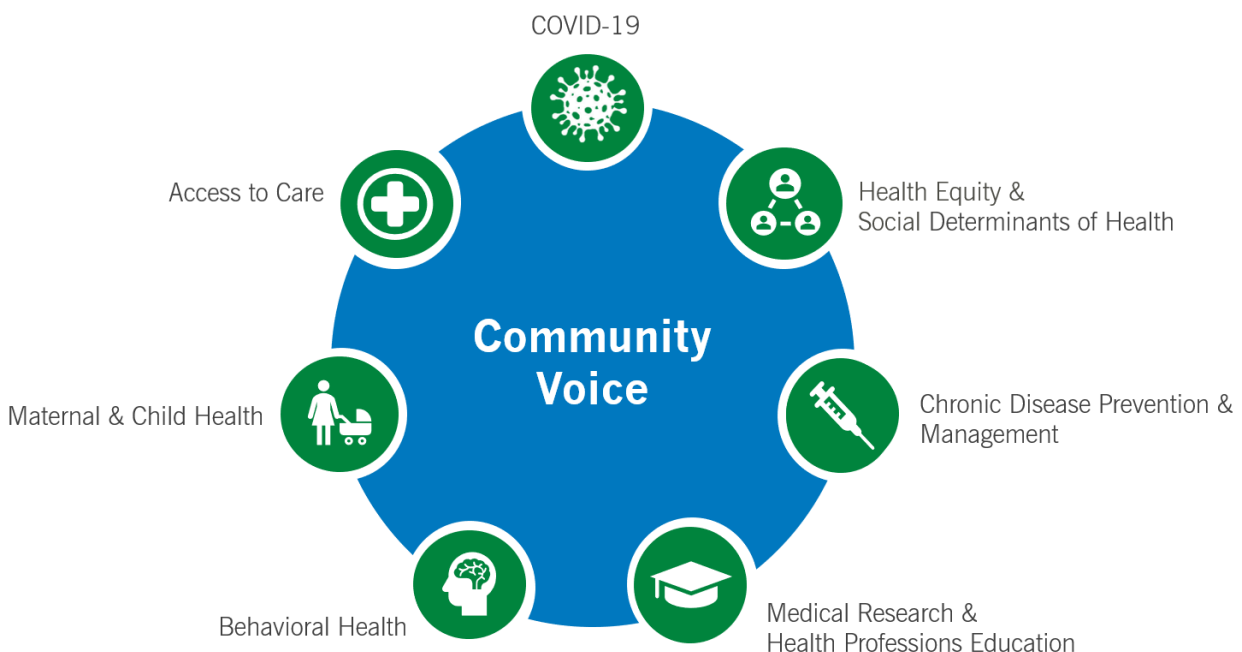 COVID-19
Access to Care
Health Equity &
Social Determinants of Health
Community
Voice
Maternal & Child Health
Chronic Disease Prevention &
Management
Behavioral Health
Medical Research &
Health Professions Education